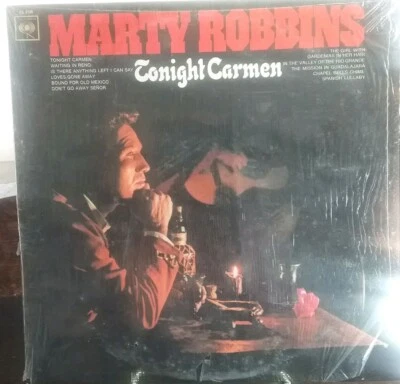 MARTY ROBBINS
Tonight Carmen
TONIGHT CARMEN
WAITING IN RENO
IS THERE ANYTHING LEFT I CAN SAY
LOVES GONE AWAY
BOUND FOR OLD MEXICO
DON'T GO AWAY SEÑOR
THE GIRL WITH
GARDENIAS IN HER HAIR
IN THE VALLEY OF THE RIO GRANDE
THE MISSION IN GUADALAJARA
CHAPEL BELLS CHIME
SPANISH LULLABY